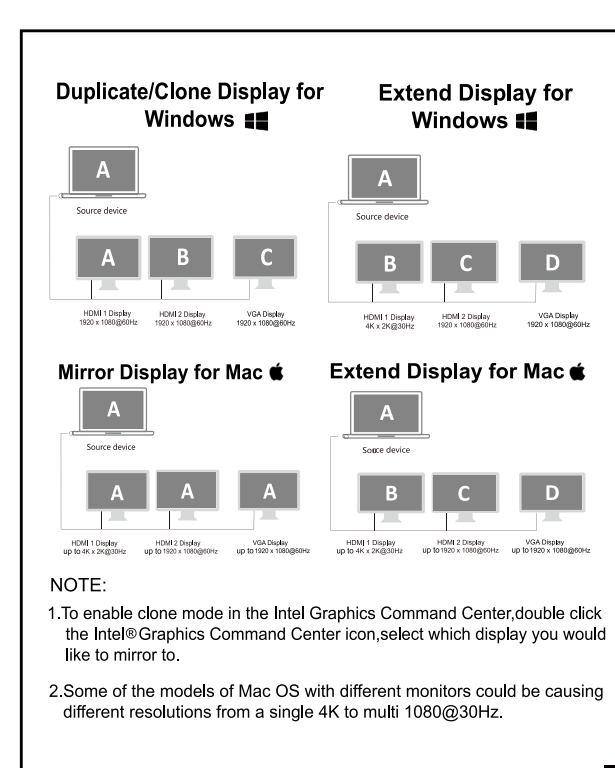 Duplicate/Clone Display for
Windows
A
Source device
A
B
C
HDMI 1 Display
1920 x 1080@60Hz
HDMI 2 Display
1920 x 1080@60Hz
VGA Display
1920 x 1080@60Hz
Extend Display for
Windows
A
Source device
B
C
D
HDMI 1 Display
4K x 2K@30Hz
HDMI 2 Display
1920 x 1080@60Hz
VGA Display
1920 x 1080@60Hz
Mirror Display for Mac
A
Source device
A
A
A
HDMI 1 Display
up to 4K x 2K@30Hz
HDMI 2 Display
up to 1920 x 1080@60Hz
VGA Display
up to 1920 x 1080@60Hz
Extend Display for Mac
A
Source device
B
C
D
HDMI 1 Display
up to 4K x 2K@30Hz
HDMI 2 Display
up to 1920 x 1080@60Hz
VGA Display
up to 1920 x 1080@60Hz
NOTE:
1.To enable clone mode in the Intel Graphics Command Center,double click
the Intel®Graphics Command Center icon,select which display you would
like to mirror to.
2.Some of the models of Mac OS with different monitors could be causing
different resolutions from a single 4K to multi 1080@30Hz.